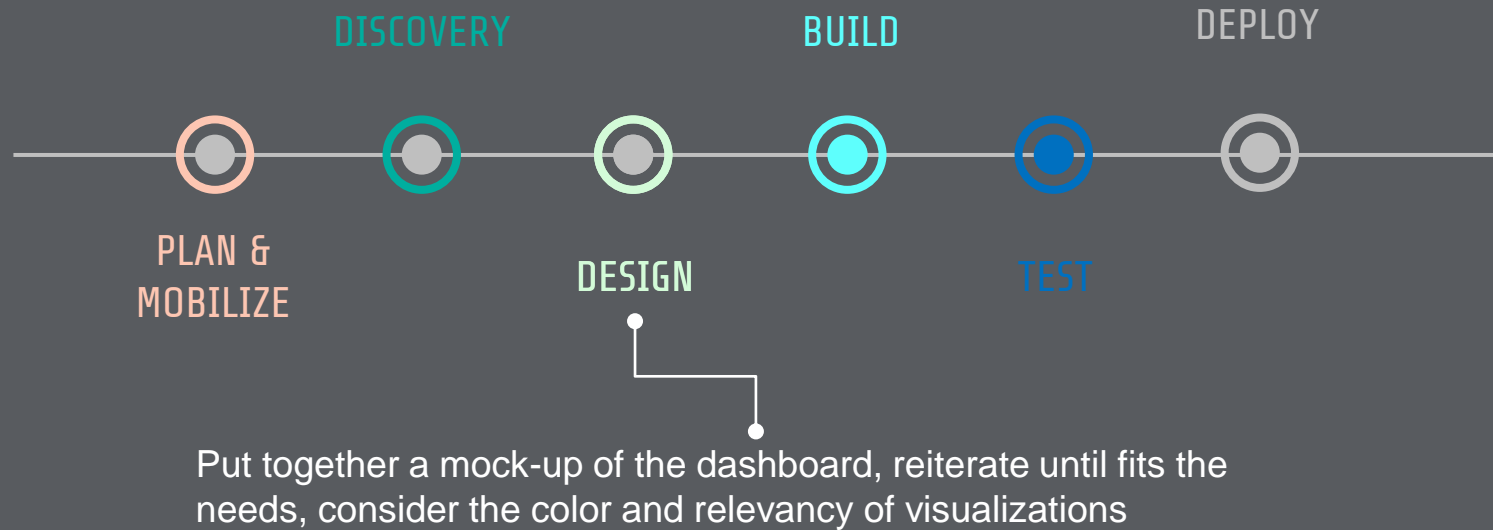 DISCOVERY
BUILD
DEPLOY
PLAN &
MOBILIZE
DESIGN
TEST
Put together a mock-up of the dashboard, reiterate until fits the
needs, consider the color and relevancy of visualizations